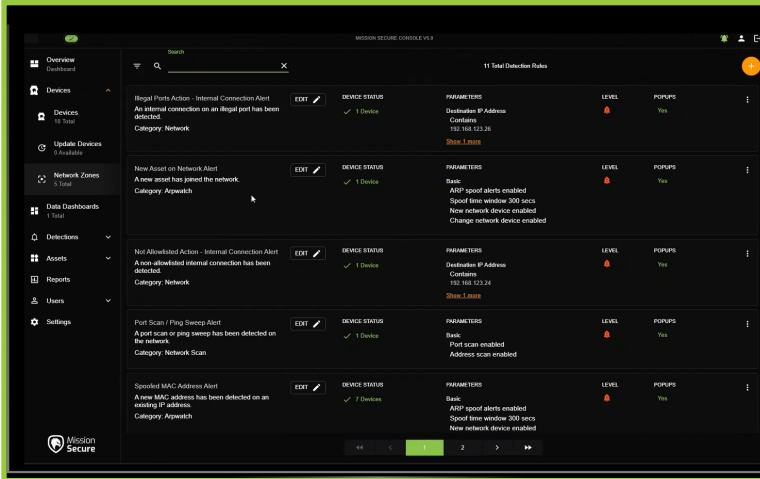 MISSION SECURE CONSOLE V5.8
Overview
Dashboard
Devices
Devices
10 Total
Update Devices
0 Available
Network Zones
5 Total
Data Dashboards
1 Total
Detections
Assets
Reports
Users
Settings
Mission
Secure
Search
11 Total Detection Rules
Illegal Ports Action - Internal Connection Alert
An internal connection on an illegal port has been
detected.
Category: Network
EDIT
DEVICE STATUS
1 Device
PARAMETERS
Destination IP Address
Contains
192.168.123.26
Show 1 more
LEVEL
POPUPS
Yes
New Asset on Network Alert
A new asset has joined the network.
Category: Arpwatch
EDIT
DEVICE STATUS
1 Device
PARAMETERS
Basic
ARP spoof alerts enabled
Spoof time window 300 secs
New network device enabled
Change network device enabled
LEVEL
POPUPS
Yes
Not Allowlisted Action - Internal Connection Alert
A non-allowlisted internal connection has been
detected.
Category: Network
EDIT
DEVICE STATUS
1 Device
PARAMETERS
Destination IP Address
Contains
192.168.123.24
Show 1 more
LEVEL
POPUPS
Yes
Port Scan / Ping Sweep Alert
A port scan or ping sweep has been detected on
the network.
Category: Network Scan
EDIT
DEVICE STATUS
1 Device
PARAMETERS
Basic
Port scan enabled
Address scan enabled
LEVEL
POPUPS
Yes
Spoofed MAC Address Alert
A new MAC address has been detected on an
existing IP address.
Category: Arpwatch
EDIT
DEVICE STATUS
7 Devices
PARAMETERS
Basic
ARP spoof alerts enabled
Spoof time window 300 secs
New network device enabled
LEVEL
POPUPS
Yes
1
2